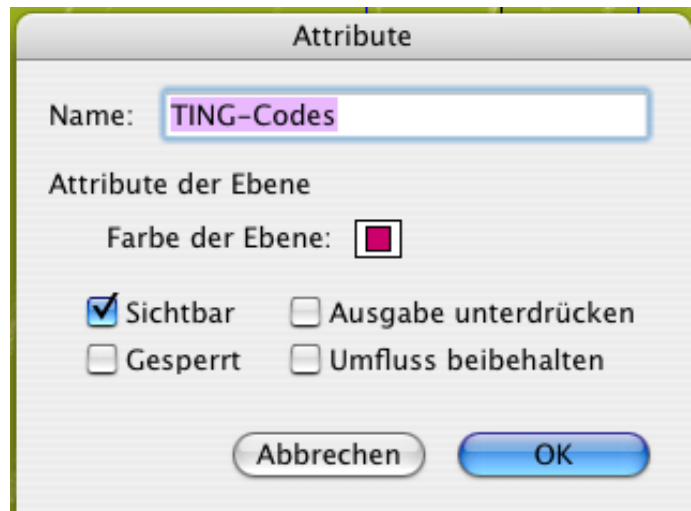 Attribute
Name: TING-Codes
Attribute der Ebene
Farbe der Ebene:
Sichtbar Ausgabe unterdrücken
Gesperrt Umfluss beibehalten
Abbrechen OK